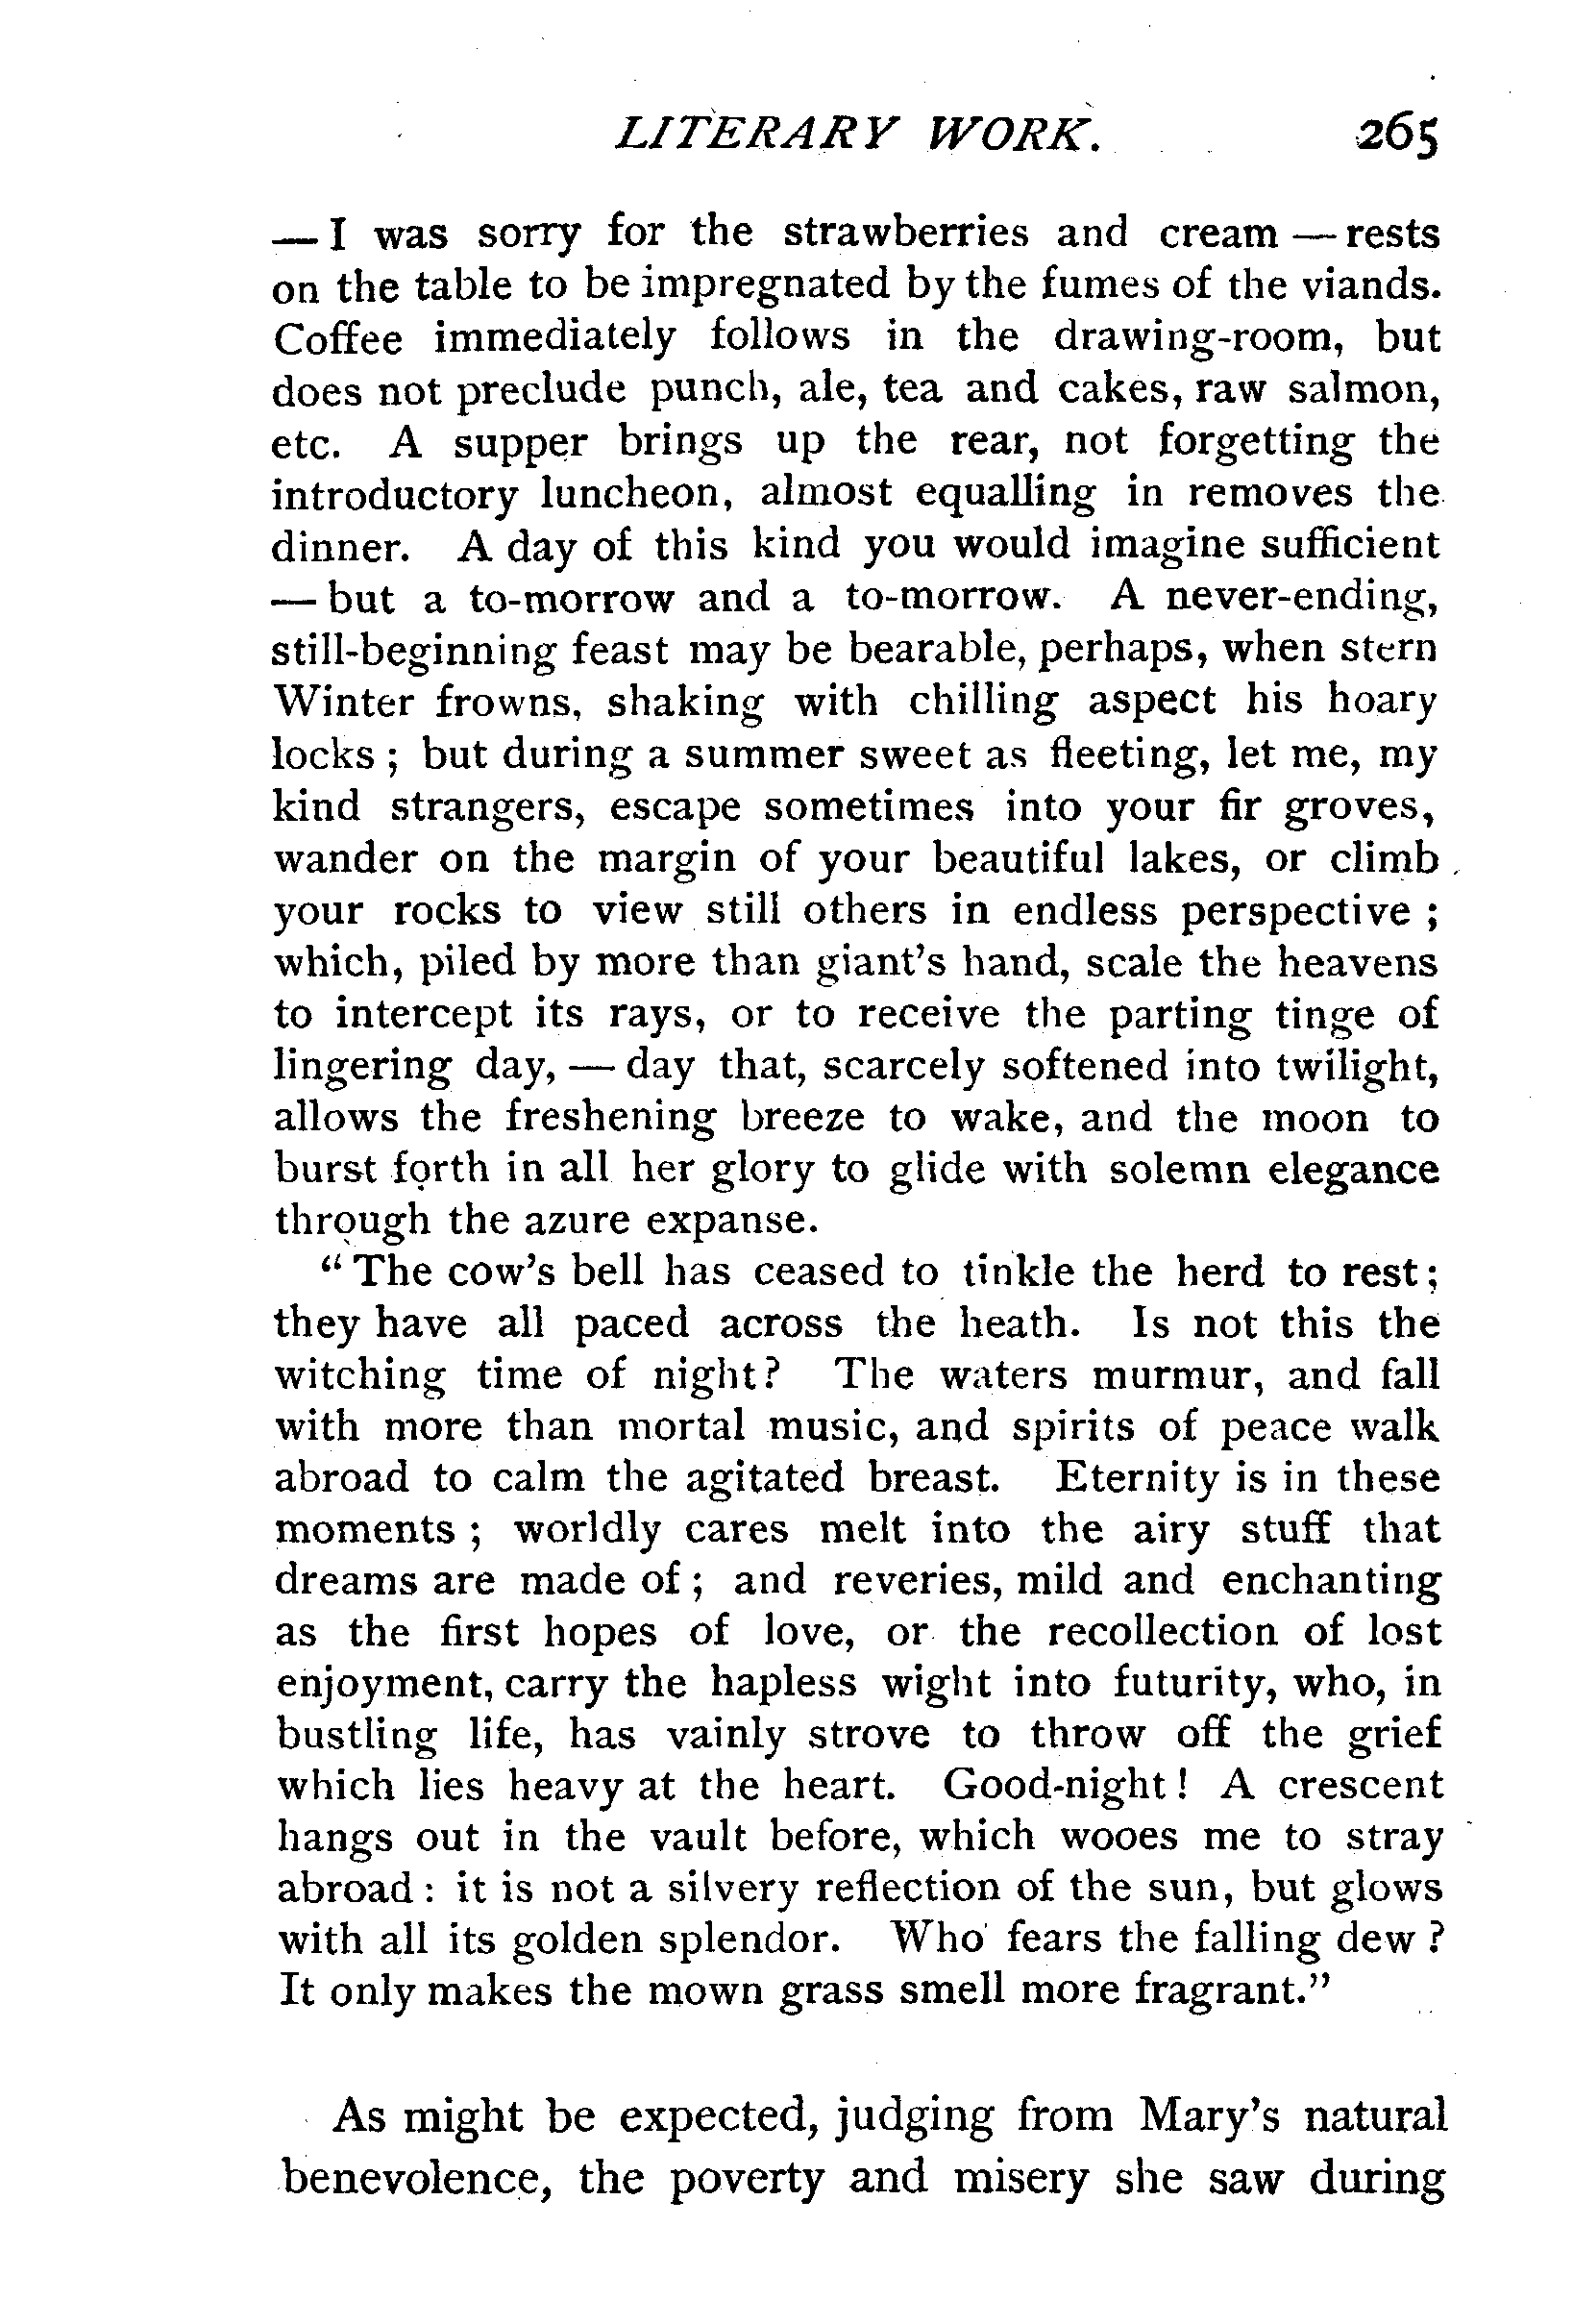 LITERARY WORK. 265
— I was sorry for the strawberries and cream — rests
on the table to be impregnated by the fumes of the viands.
Coffee immediately follows in the drawing-room, but
does not preclude punch, ale, tea and cakes, raw salmon,
etc. A supper brings up the rear, not forgetting the
introductory luncheon, almost equalling in removes the
dinner. A day of this kind you would imagine sufficient
— but a to-morrow and a to-morrow. A never-ending,
still-beginning feast may be bearable, perhaps, when stern
Winter frowns, shaking with chilling aspect his hoary
locks ; but during a summer sweet as fleeting, let me, my
kind strangers, escape sometimes into your fir groves,
wander on the margin of your beautiful lakes, or climb
your rocks to view still others in endless perspective ;
which, piled by more than giant's hand, scale the heavens
to intercept its rays, or to receive the parting tinge of
lingering day, — day that, scarcely softened into twilight,
allows the freshening breeze to wake, and the moon to
burst forth in all her glory to glide with solemn elegance
through the azure expanse.
“ The cow's bell has ceased to tinkle the herd to rest ;
they have all paced across the heath. Is not this the
witching time of night ? The waters murmur, and fall
with more than mortal music, and spirits of peace walk
abroad to calm the agitated breast. Eternity is in these
moments ; worldly cares melt into the airy stuff that
dreams are made of ; and reveries, mild and enchanting
as the first hopes of love, or the recollection of lost
enjoyment, carry the hapless wight into futurity, who, in
bustling life, has vainly strove to throw off the grief
which lies heavy at the heart. Good-night ! A crescent
hangs out in the vault before, which wooes me to stray
abroad : it is not a silvery reflection of the sun, but glows
with all its golden splendor. Who fears the falling dew ?
It only makes the mown grass smell more fragrant.”
As might be expected, judging from Mary's natural
benevolence, the poverty and misery she saw during